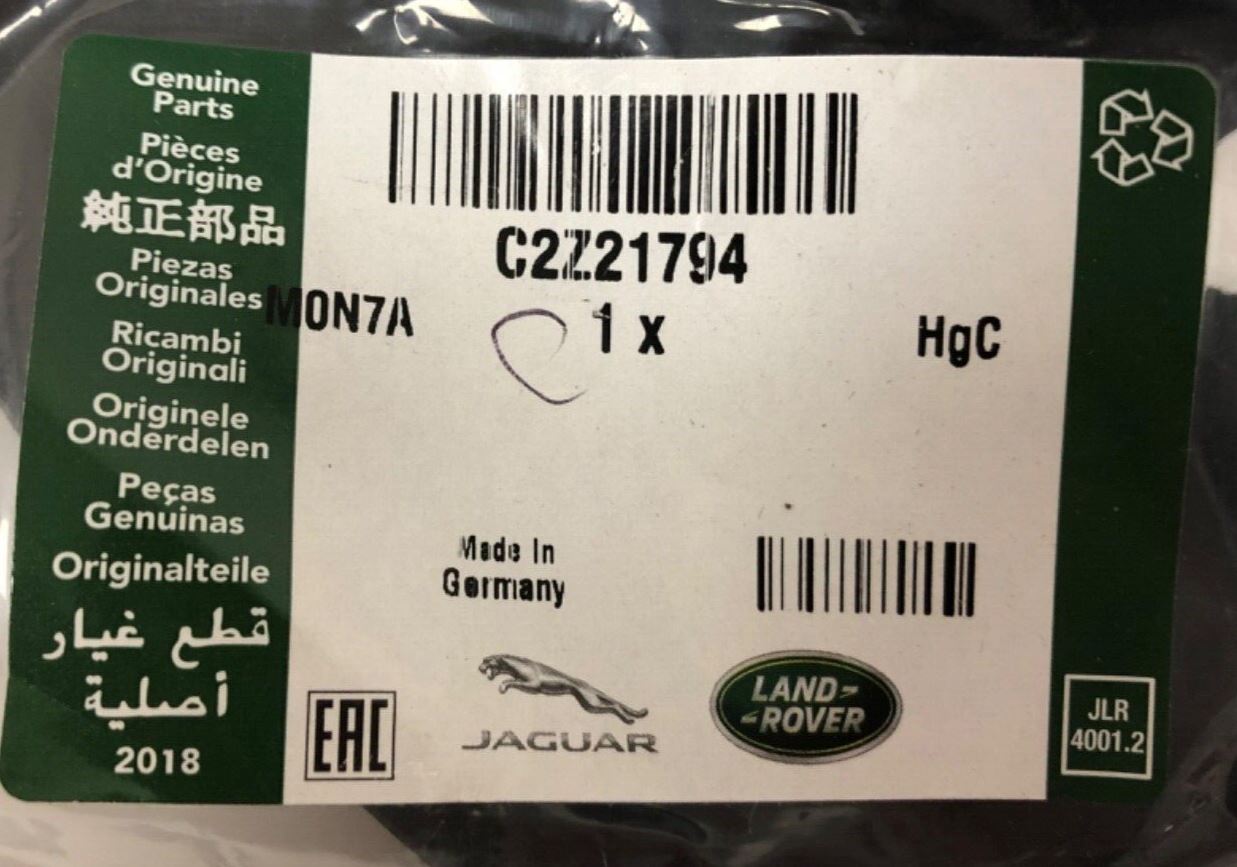 Genuine
Parts
Pièces
d'Origine
純正部品
Piezas
Originales
Ricambi
Originali
Originele
Onderdelen
Peças
Genuinas
Originalteile
قطع غيار
أصلية
2018
C2Z21794
M0N7A
1 x
HgC
Made In
Germany
EAC
JAGUAR
LAND-
-ROVER
JLR
4001.2